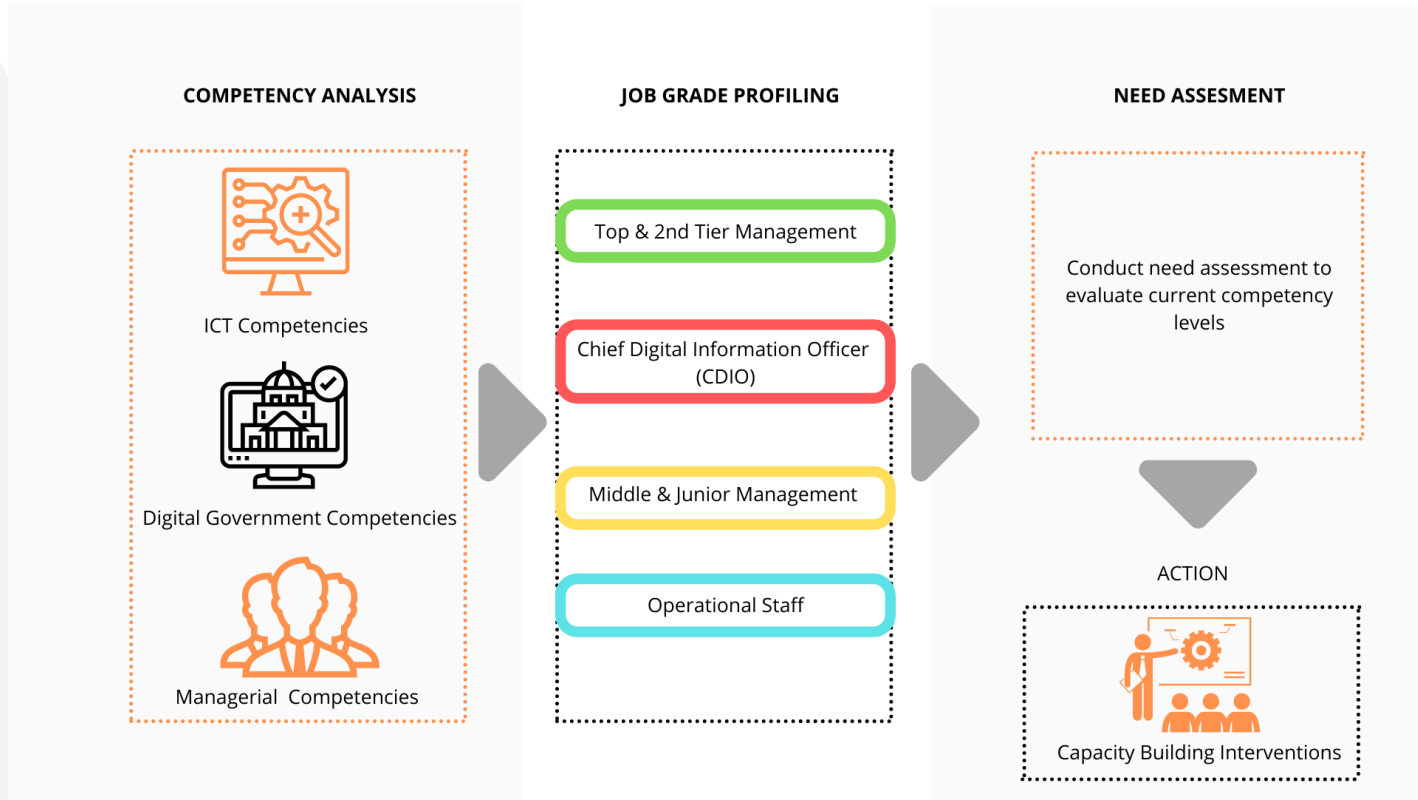 COMPETENCY ANALYSIS
ICT Competencies
Digital Government Competencies
Managerial Competencies
JOB GRADE PROFILING
Top & 2nd Tier Management
Chief Digital Information Officer
(CDIO)
Middle & Junior Management
Operational Staff
NEED ASSESMENT
Conduct need assessment to
evaluate current competency
levels
ACTION
Capacity Building Interventions